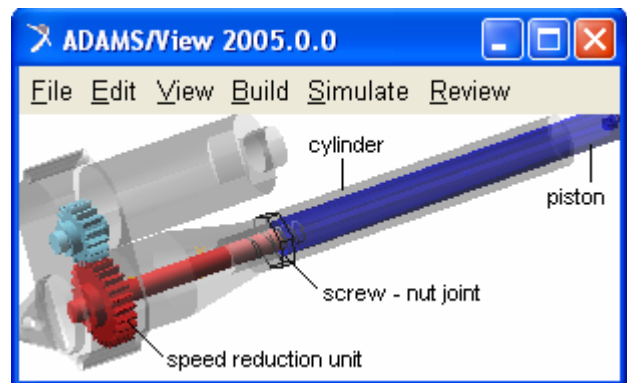 ADAMS/View 2005.0.0
File Edit View Build Simulate Review
cylinder
piston
screw - nut joint
speed reduction unit